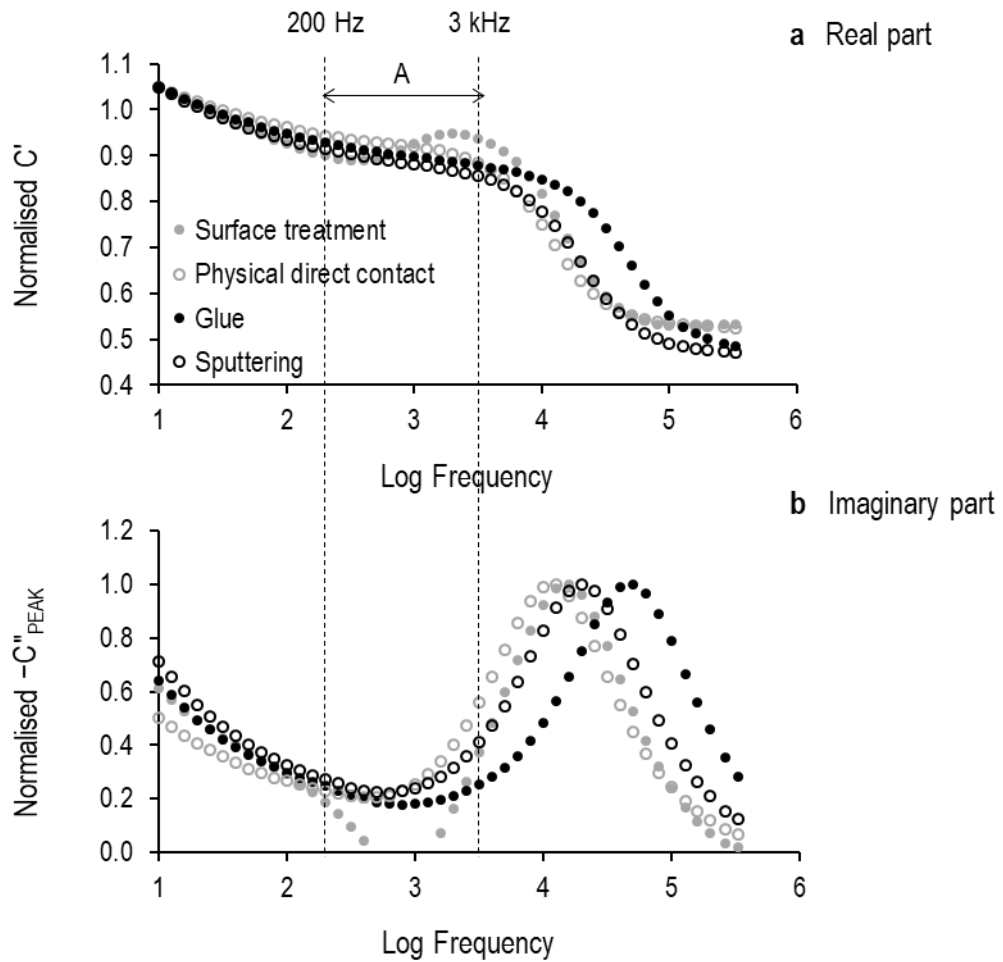 200 Hz 3 kHz
a Real part
A
1.1
1.0
0.9
0.8
0.7
0.6
0.5
0.4
Normalised C'
Surface treatment
Physical direct contact
Glue
Sputtering
1 2 3 4 5 6
Log Frequency
b Imaginary part
1.2
1.0
0.8
0.6
0.4
0.2
0.0
Normalised −C"PEAK
1 2 3 4 5 6
Log Frequency